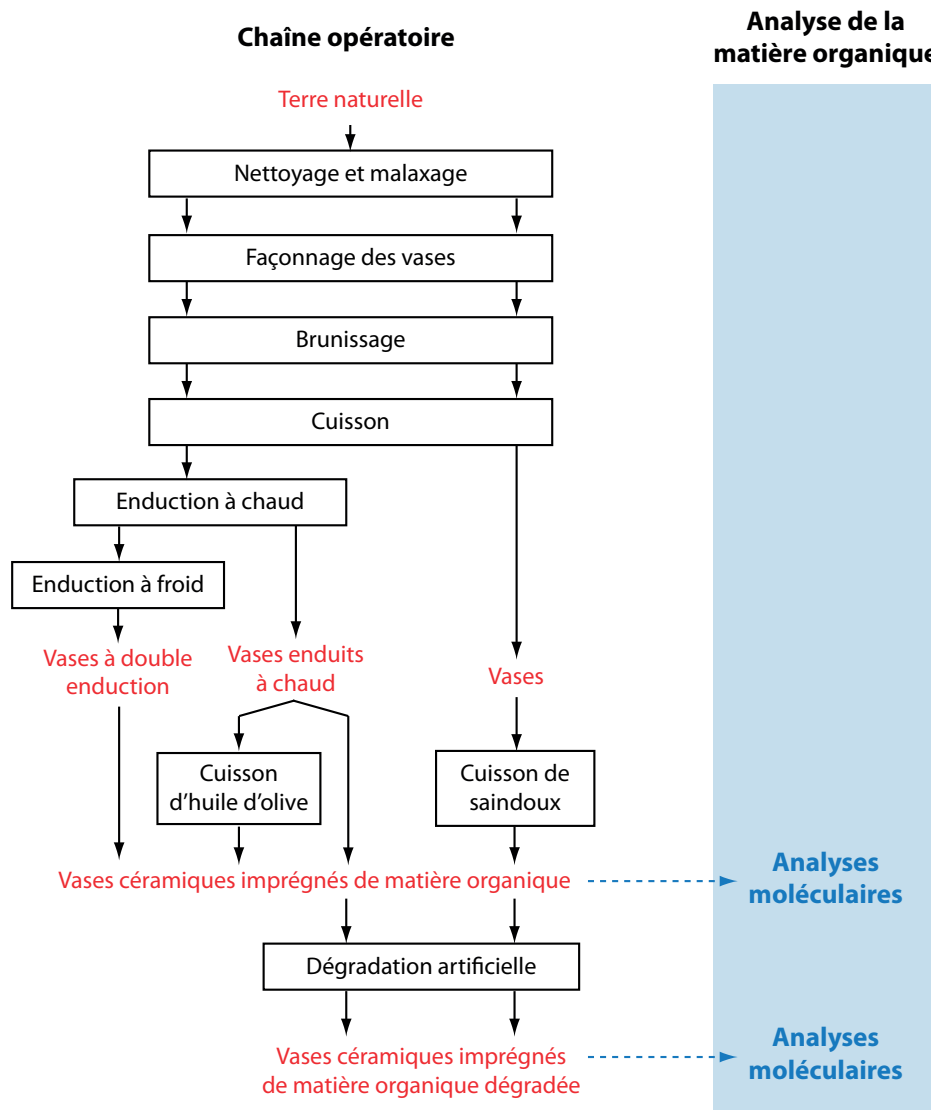 Chaîne opératoire
Analyse de la
matière organique
Terre naturelle
Nettoyage et malaxage
Façonnage des vases
Brunissage
Cuisson
Enduction à chaud
Enduction à froid
Vases à double
enduction
Vases enduits
à chaud
Vases
Cuisson
d'huile d'olive
Cuisson de
saindoux
Vases céramiques imprégnés de matière organique
Analyses
moléculaires
Dégradation artificielle
Vases céramiques imprégnés
de matière organique dégradée
Analyses
moléculaires